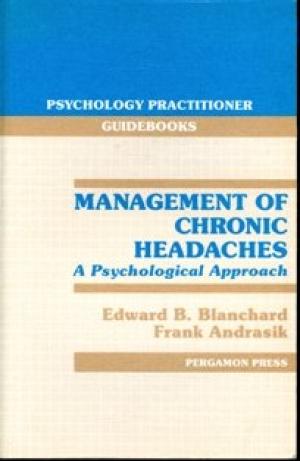 PSYCHOLOGY PRACTITIONER
GUIDEBOOKS
MANAGEMENT OF
CHRONIC
HEADACHES
A Psychological Approach
Edward B. Blanchard
Frank Andrasik
PERGAMON PRESS